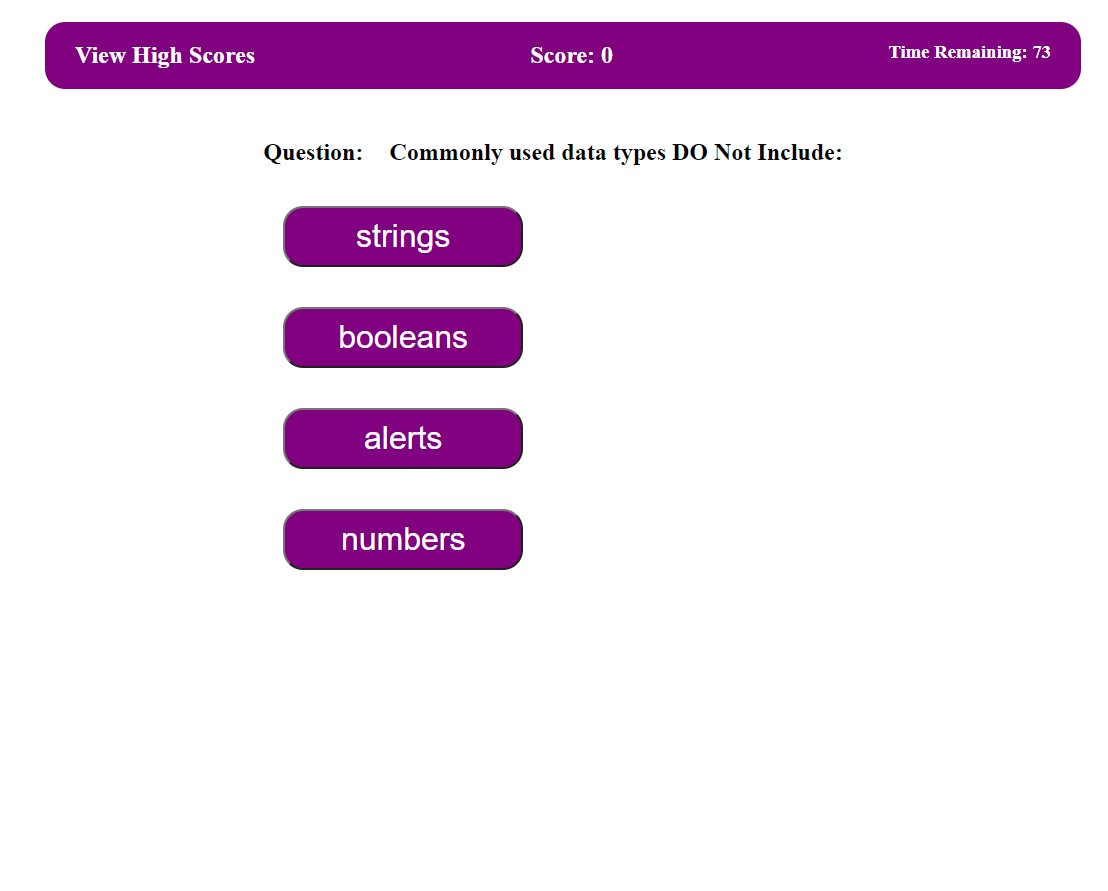 View High Scores Score: 0 Time Remaining: 73
Question: Commonly used data types DO Not Include:
strings
booleans
alerts
numbers